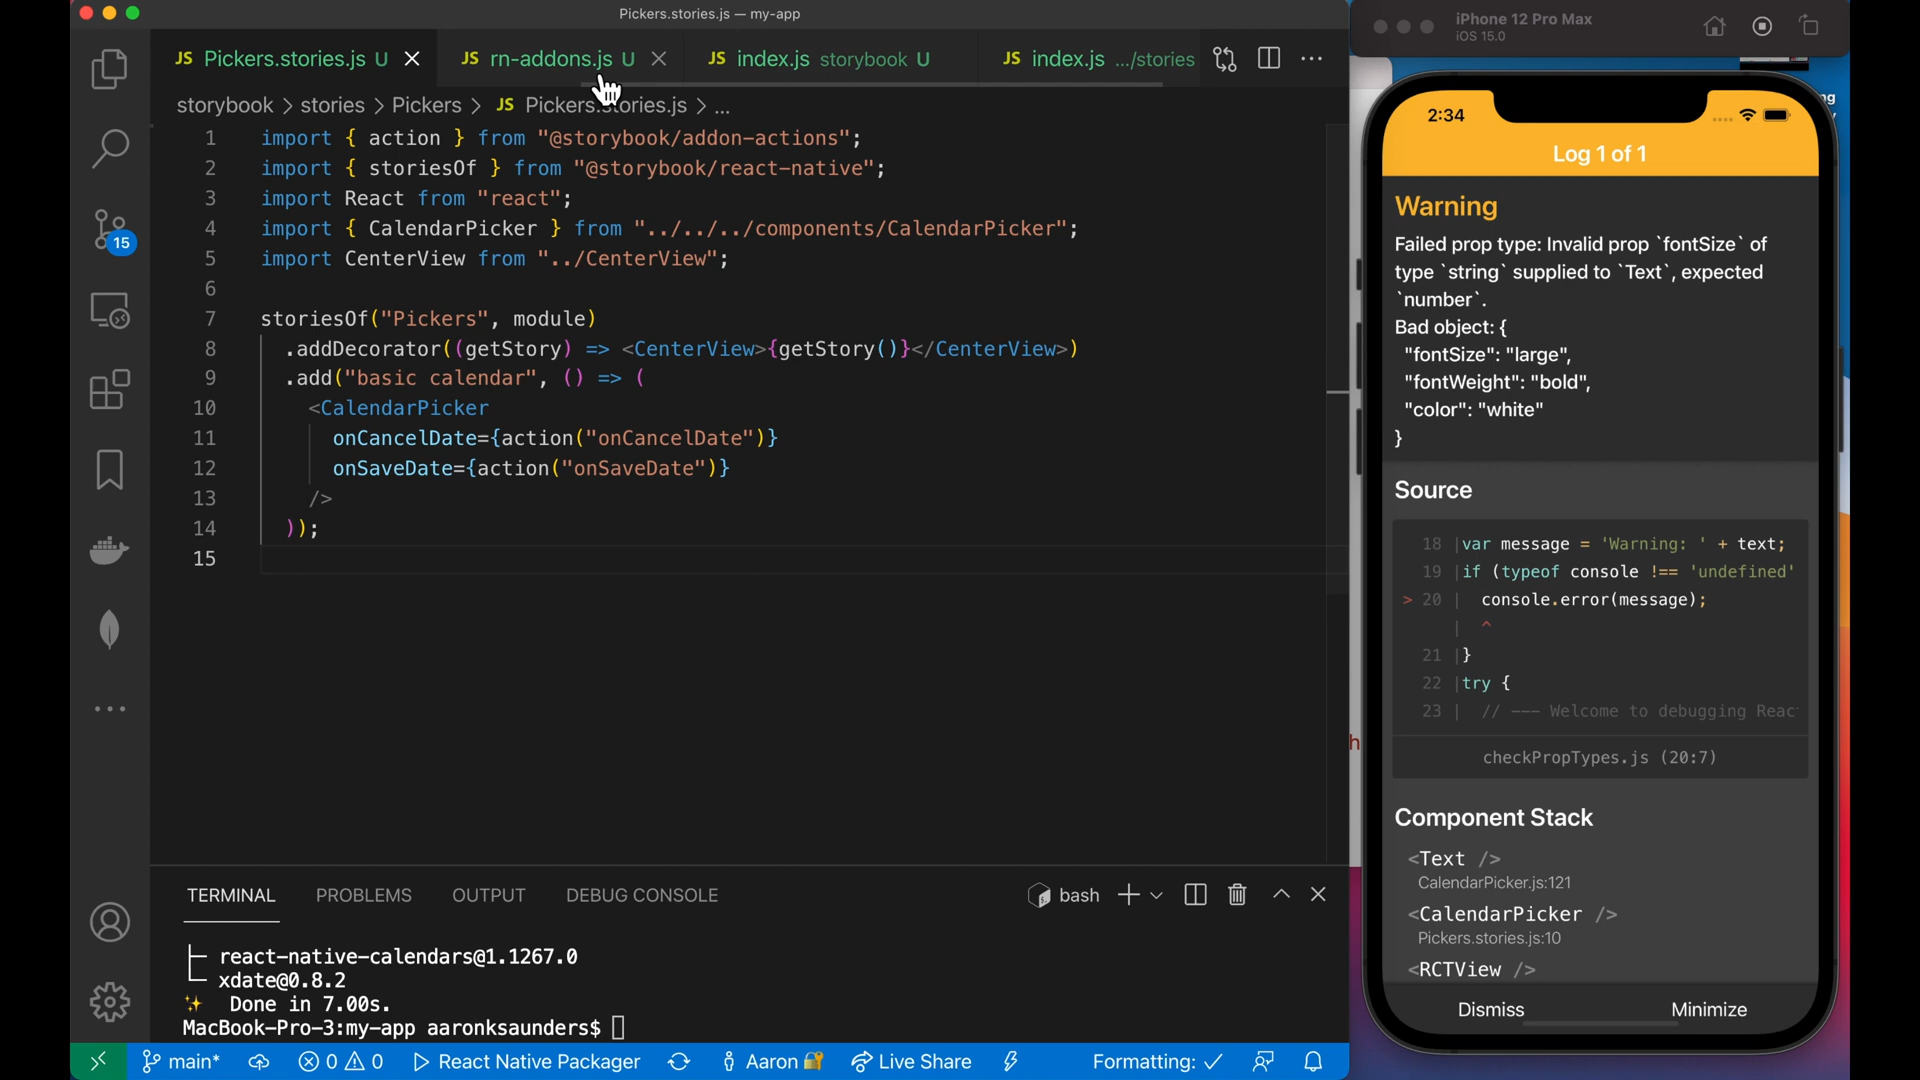 Pickers.stories.js — my-app
JS Pickers.stories.js U
JS rn-addons.js U
JS index.js storybook U
JS index.js .../stories
storybook > stories > Pickers > JS Pickers.stories.js > ...
1 import { action } from "@storybook/addon-actions";
2 import { storiesOf } from "@storybook/react-native";
3 import React from "react";
4 import { CalendarPicker } from "../../../components/CalendarPicker";
5 import CenterView from "../CenterView";
6
7 storiesOf("Pickers", module)
8 .addDecorator((getStory) => <CenterView>{getStory()}</CenterView>)
9 .add("basic calendar", () => (
10 <CalendarPicker
11 onCancelDate={action("onCancelDate")}
12 onSaveDate={action("onSaveDate")}
13 />
14 ));
15
15
TERMINAL PROBLEMS OUTPUT DEBUG CONSOLE
bash
react-native-calendars@1.1267.0
xdate@0.8.2
✨ Done in 7.00s.
MacBook-Pro-3:my-app aaronksaunders$
main* 0 0 React Native Packager Aaron🔐 Live Share Formatting: ✓
iPhone 12 Pro Max
iOS 15.0
2:34
Log 1 of 1
Warning
Failed prop type: Invalid prop `fontSize` of
type `string` supplied to `Text`, expected
`number`.
Bad object: {
"fontSize": "large",
"fontWeight": "bold",
"color": "white"
}
Source
18 |var message = 'Warning: ' + text;
19 |if (typeof console !== 'undefined'
> 20 | console.error(message);
| ^
21 |}
22 |try {
23 | // --- Welcome to debugging Reac
checkPropTypes.js (20:7)
Component Stack
<Text />
CalendarPicker.js:121
<CalendarPicker />
Pickers.stories.js:10
<RCTView />
Dismiss
Minimize